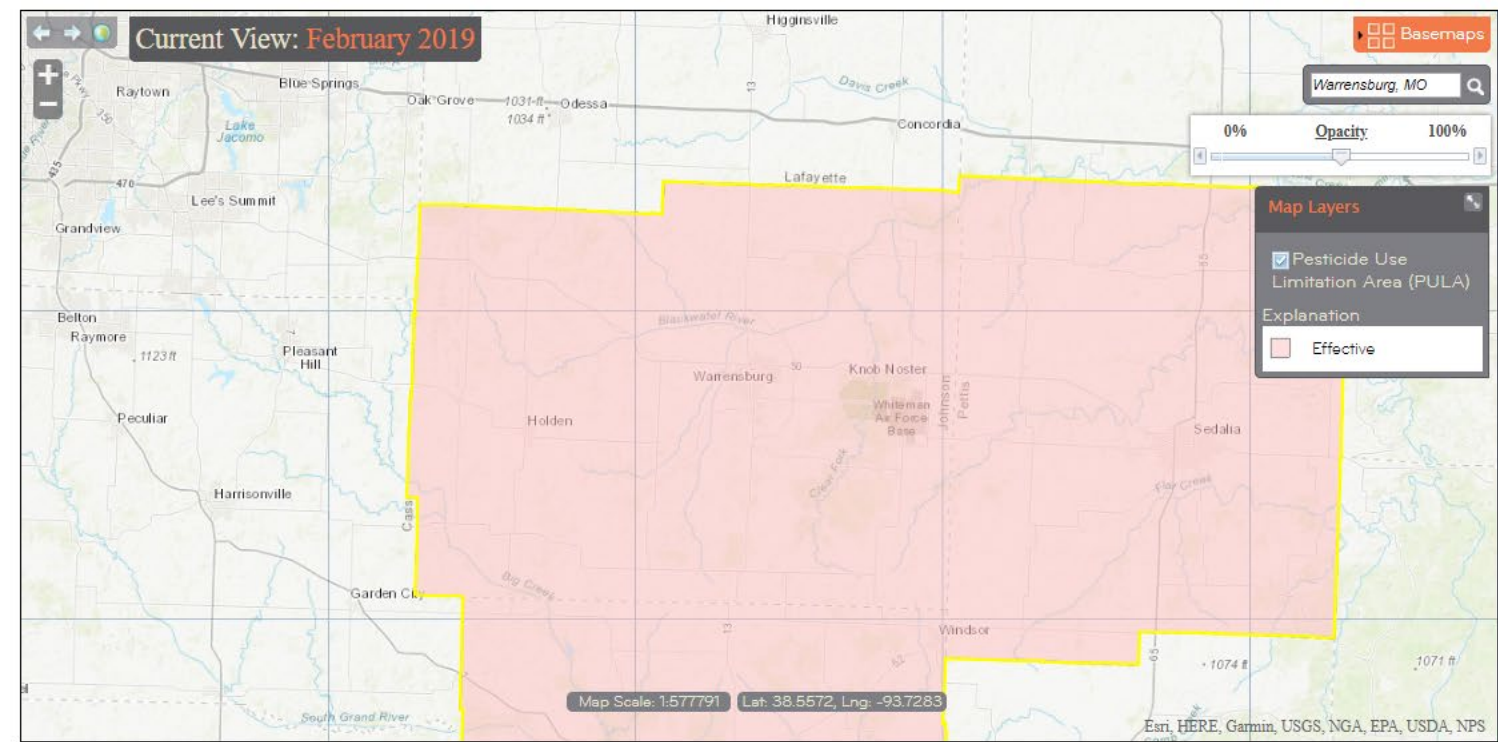 Current View: February 2019
Higginsville
Basemaps
Warrensburg, MO
0% Opacity 100%
Raytown
Blue Springs
Oak Grove
1031 ft
Odessa
1034 ft
13
Davis Creek
Concordia
Lake
Jacomo
350
435
470
Lee's Summit
Grandview
Lafayette
Map Layers
Pesticide Use
Limitation Area (PULA)
Explanation
Effective
65
Belton
Raymore
1123 ft
7
Pleasant
Hill
Blackwater River
Warrensburg
50
Knob Noster
Whiteman
Air Force
Base
Johnson
Pettis
Peculiar
Holden
Sedalia
Clear Fork
Flat Creek
Harrisonville
Cass
Garden City
Big Creek
13
52
Windsor
65
1074 ft
1071 ft
South Grand River
Map Scale: 1:577791
Lat: 38.5572, Lng: -93.7283
Esri, HERE, Garmin, USGS, NGA, EPA, USDA, NPS